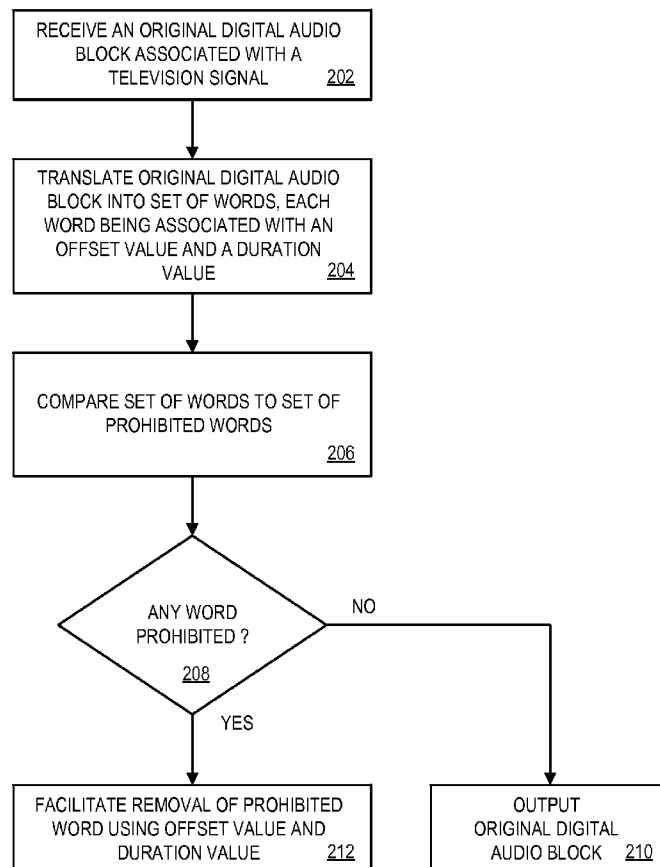 RECEIVE AN ORIGINAL DIGITAL AUDIO
BLOCK ASSOCIATED WITH A
TELEVISION SIGNAL 202
TRANSLATE ORIGINAL DIGITAL AUDIO
BLOCK INTO SET OF WORDS, EACH
WORD BEING ASSOCIATED WITH AN
OFFSET VALUE AND A DURATION
VALUE 204
COMPARE SET OF WORDS TO SET OF
PROHIBITED WORDS
206
ANY WORD
PROHIBITED ?
208
NO
YES
FACILITATE REMOVAL OF PROHIBITED
WORD USING OFFSET VALUE AND
DURATION VALUE 212
OUTPUT
ORIGINAL DIGITAL
AUDIO BLOCK 210